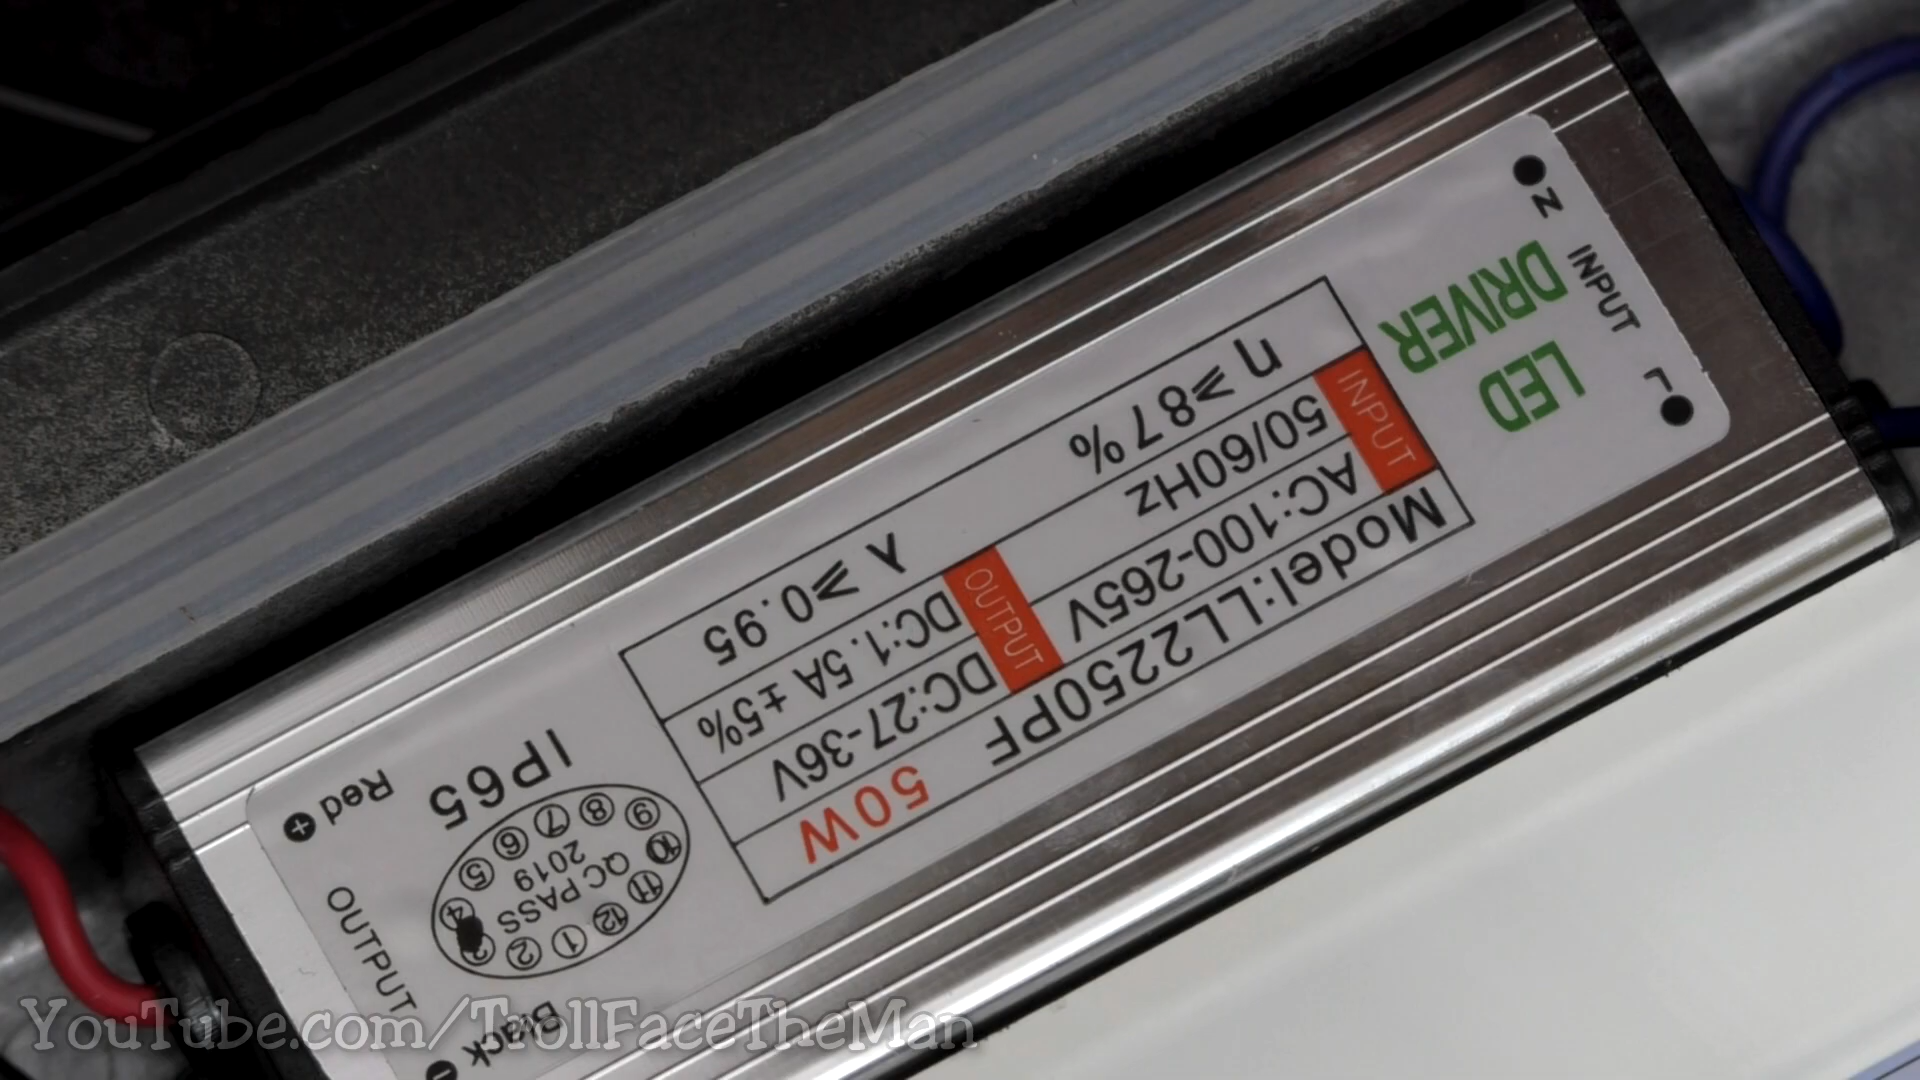 LED
DRIVER
L INPUT N
Model:LL2250PF 50W
INPUT
AC:100-265V
50/60Hz
OUTPUT
DC:27-36V
DC:1.5A ±5%
η≥87% λ≥0.95
IP65
QC PASS
2019
1 2 3 4 5 6 7 8 9 10 11 12
Black -
OUTPUT
Red +
YouTube.com/TrollFaceTheMan